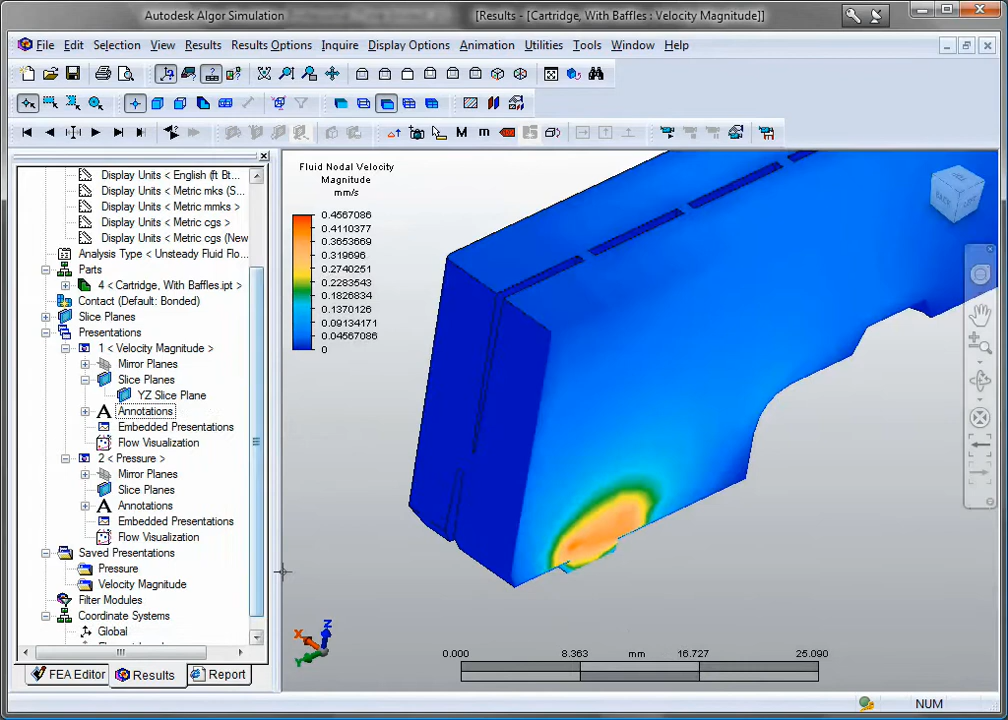 Autodesk Algor Simulation
[Results - [Cartridge, With Baffles : Velocity Magnitude]]
File Edit Selection View Results Results Options Inquire Display Options Animation Utilities Tools Window Help
Display Units < English (ft Bt...
Display Units < Metric mks (S...
Display Units < Metric mmks >
Display Units < Metric cgs >
Display Units < Metric cgs (New
Analysis Type < Unsteady Fluid Flo...
Parts
4 < Cartridge, With Baffles.ipt >
Contact (Default: Bonded)
Slice Planes
Presentations
1 < Velocity Magnitude >
Mirror Planes
Slice Planes
YZ Slice Plane
Annotations
Embedded Presentations
Flow Visualization
2 < Pressure >
Mirror Planes
Slice Planes
Annotations
Embedded Presentations
Flow Visualization
Saved Presentations
Pressure
Velocity Magnitude
Filter Modules
Coordinate Systems
Global
FEA Editor
Results
Report
Fluid Nodal Velocity
Magnitude
mm/s
0.4567086
0.4110377
0.3653669
0.319696
0.2740251
0.2283543
0.1826834
0.1370126
0.09134171
0.04567086
0
BACK
X
Y
Z
0.000
8.363
mm
16.727
25.090
NUM